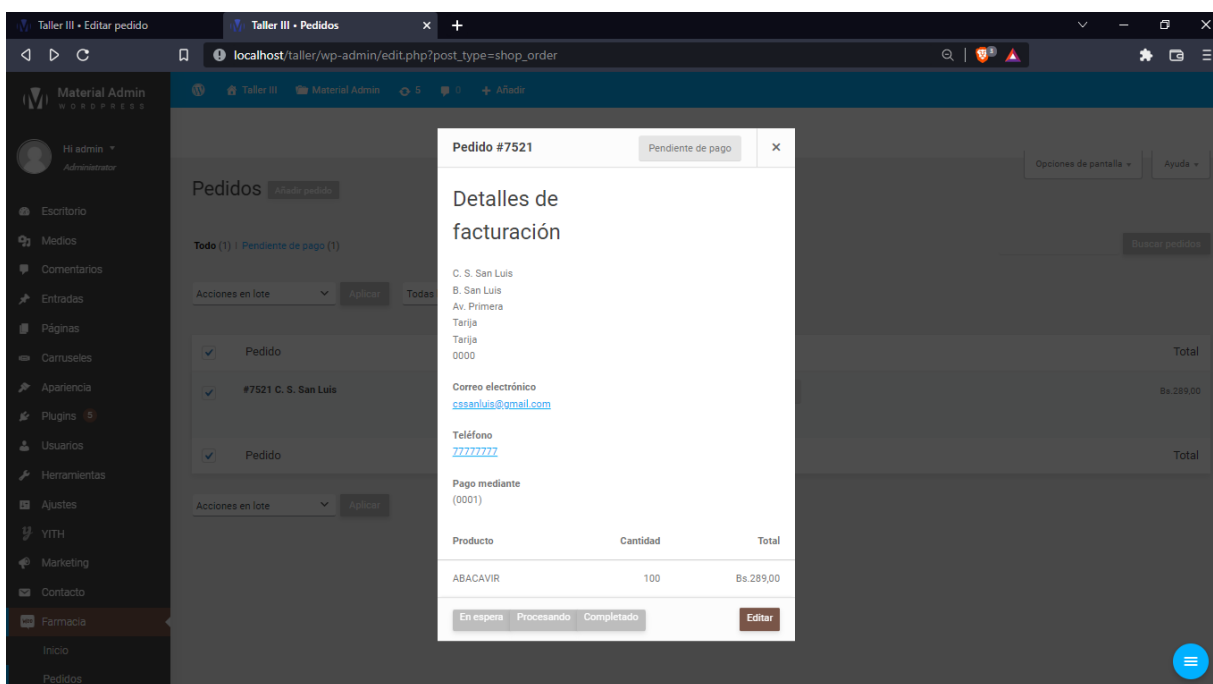 Taller III • Editar pedido
Taller III • Pedidos
localhost/taller/wp-admin/edit.php?post_type=shop_order
3
Material Admin
WORDPRESS
Taller III
Material Admin
5
0
Añadir
Hi admin
Administrator
Opciones de pantalla
Ayuda
Escritorio
Medios
Comentarios
Entradas
Páginas
Carruseles
Apariencia
Plugins 5
Usuarios
Herramientas
Ajustes
YITH
Marketing
Contacto
Farmacia
Inicio
Pedidos
Pedidos Añadir pedido
Todo (1) | Pendiente de pago (1)
Buscar pedidos
Acciones en lote
Aplicar
Todas
Pedido
Total
#7521 C. S. San Luis
Bs.289,00
Pedido
Total
Acciones en lote
Aplicar
Pedido #7521
Pendiente de pago
Detalles de
facturación
C. S. San Luis
B. San Luis
Av. Primera
Tarija
Tarija
0000
Correo electrónico
cssanluis@gmail.com
Teléfono
77777777
Pago mediante
(0001)
Producto Cantidad Total
ABACAVIR 100 Bs.289,00
En espera Procesando Completado
Editar